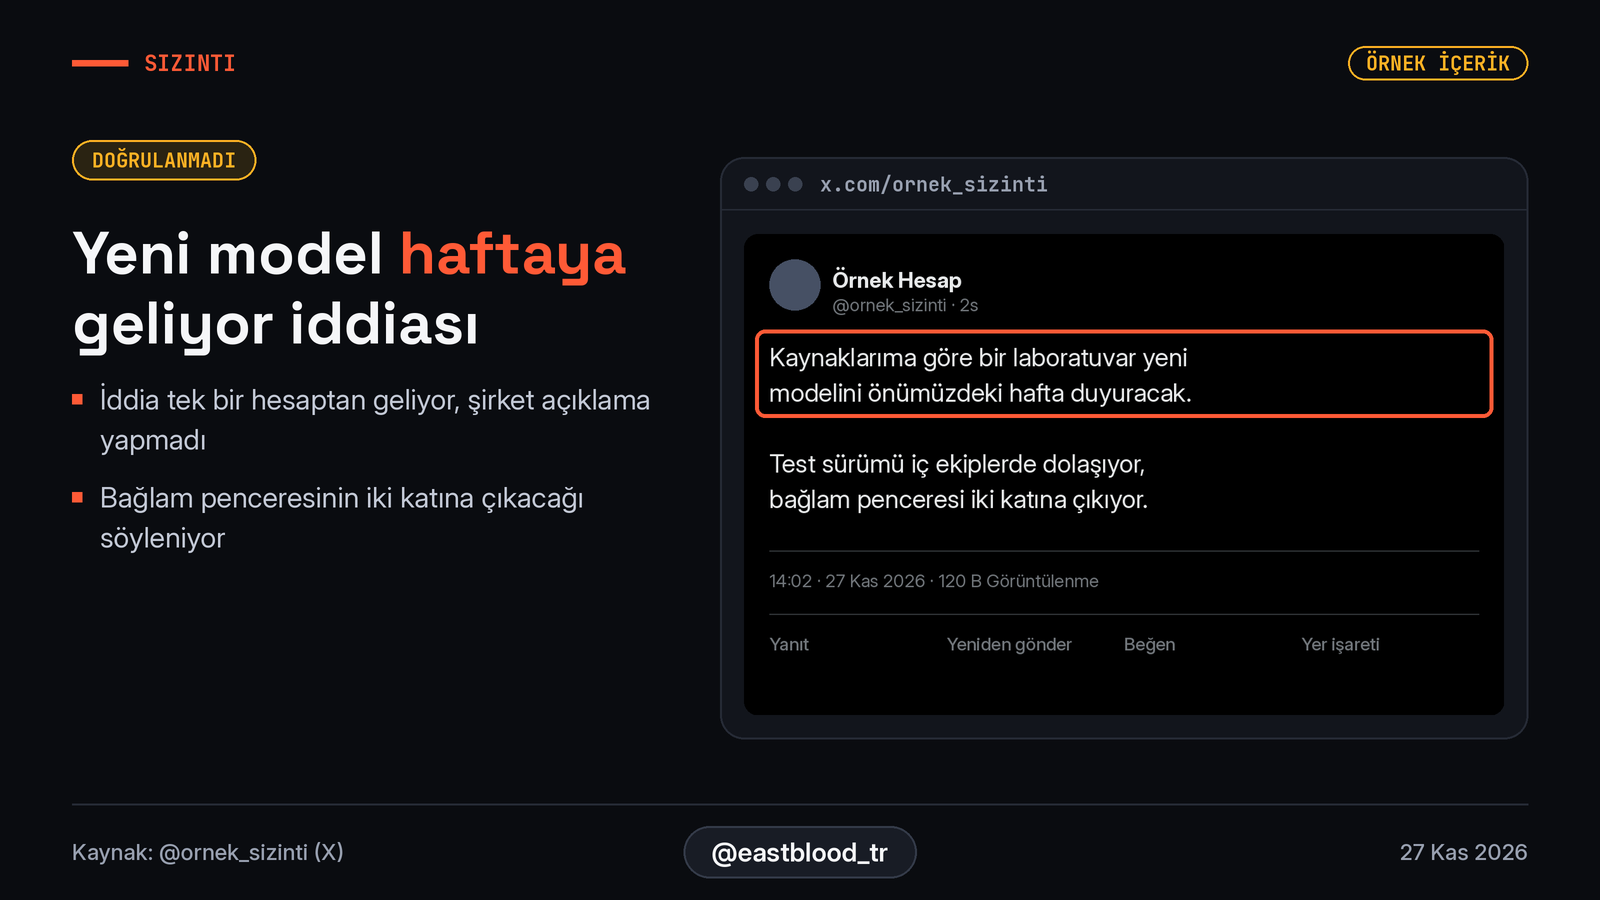 SIZINTI
ÖRNEK İÇERİK
DOĞRULANMADI
Yeni model haftaya
geliyor iddiası
İddia tek bir hesaptan geliyor, şirket açıklama
yapmadı
Bağlam penceresinin iki katına çıkacağı
söyleniyor
x.com/ornek_sizinti
Örnek Hesap
@ornek_sizinti · 2s
Kaynaklarıma göre bir laboratuvar yeni
modelini önümüzdeki hafta duyuracak.
Test sürümü iç ekiplerde dolaşıyor,
bağlam penceresi iki katına çıkıyor.
14:02 · 27 Kas 2026 · 120 B Görüntülenme
Yanıt Yeniden gönder Beğen Yer işareti
Kaynak: @ornek_sizinti (X)
@eastblood_tr
27 Kas 2026